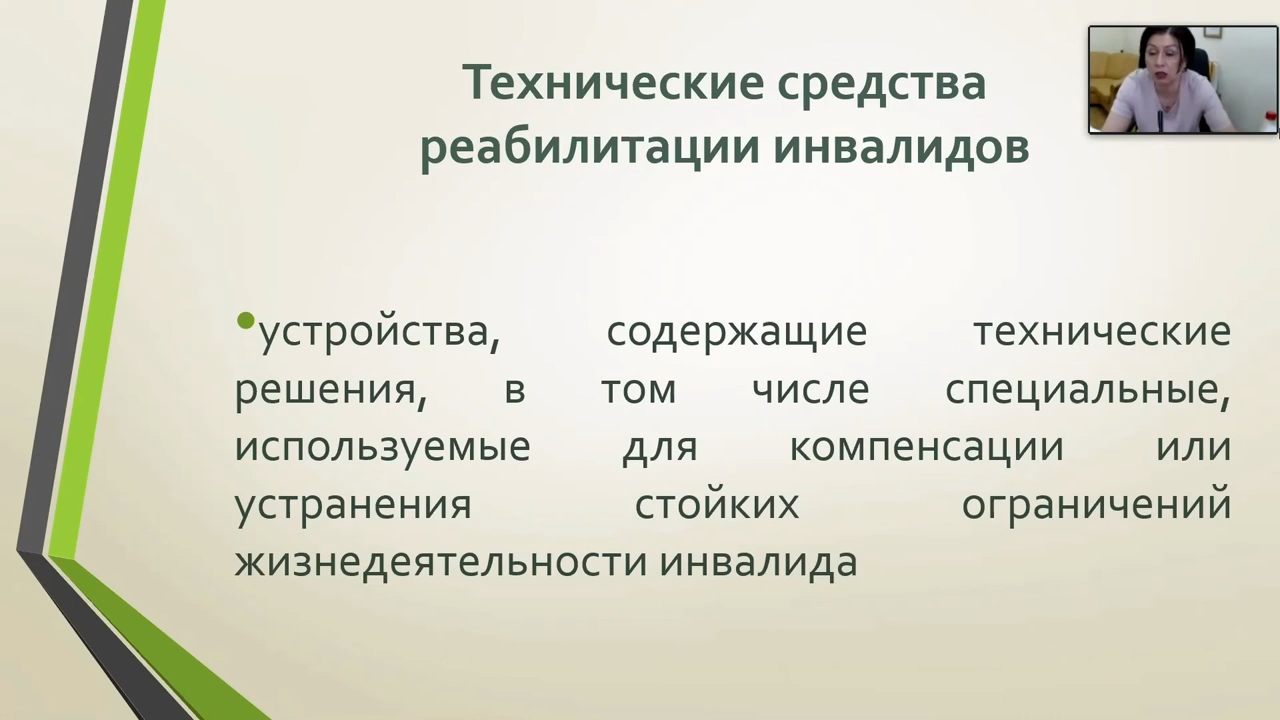 Технические средства
реабилитации инвалидов
•устройства, содержащие технические
решения, в том числе специальные,
используемые для компенсации или
устранения стойких ограничений
жизнедеятельности инвалида